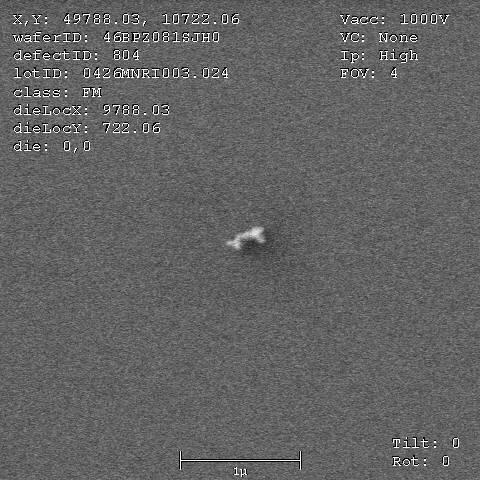 X,Y: 49788.03, 10722.06
waferID: 46BPZ081SJH0
defectID: 804
lotID: 0426MNRI003.024
class: FM
dieLocX: 9788.03
dieLocY: 722.06
die: 0,0
Vacc: 1000V
VC: None
Ip: High
FOV: 4
Tilt: 0
Rot: 0
1µ